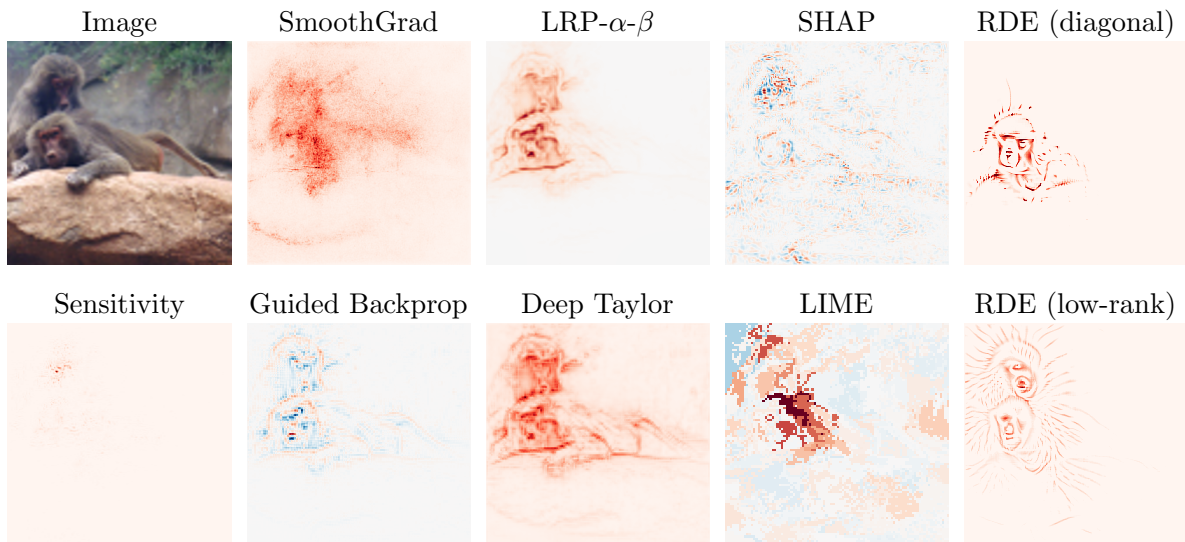 Image
SmoothGrad
LRP-α-β
SHAP
RDE (diagonal)
Sensitivity
Guided Backprop
Deep Taylor
LIME
RDE (low-rank)